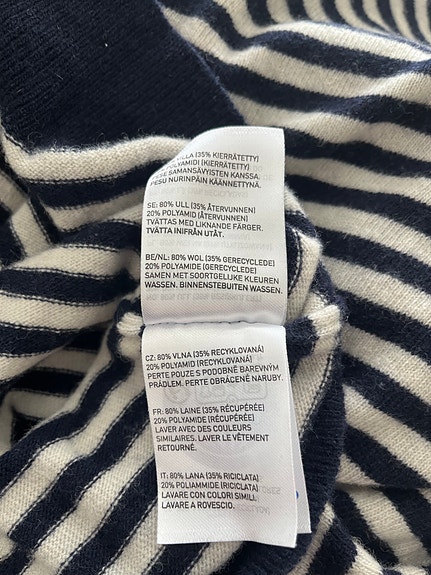 (35% KIERRÄTETTY)
20% POLYAMIDI (KIERRÄTETTY)
PESE SAMANSÄVYISTEN KANSSA.
PESU NURINPÄIN KÄÄNNETTYNÄ.
SE: 80% ULL (35% ÅTERVUNNEN)
20% POLYAMID (ÅTERVUNNEN)
TVÄTTAS MED LIKNANDE FÄRGER.
TVÄTTA INIFRÅN UTÅT.
BE/NL: 80% WOL (35% GERECYCLEDE)
20% POLYAMIDE (GERECYCLEDE)
SAMEN MET SOORTGELIJKE KLEUREN
WASSEN. BINNENSTEBUITEN WASSEN.
CZ: 80% VLNA (35% RECYKLOVANÁ)
20% POLYAMID (RECYKLOVANÁ)
PERTE POUZE S PODOBNĚ BAREVNÝM
PRÁDLEM. PERTE OBRÁCENÉ NARUBY.
FR: 80% LAINE (35% RÉCUPÉRÉE)
20% POLYAMIDE (RÉCUPÉRÉE)
LAVER AVEC DES COULEURS
SIMILAIRES. LAVER LE VÊTEMENT
RETOURNÉ.
IT: 80% LANA (35% RICICLATA)
20% POLIAMMIDE (RICICLATA)
LAVARE CON COLORI SIMILI.
LAVARE A ROVESCIO.